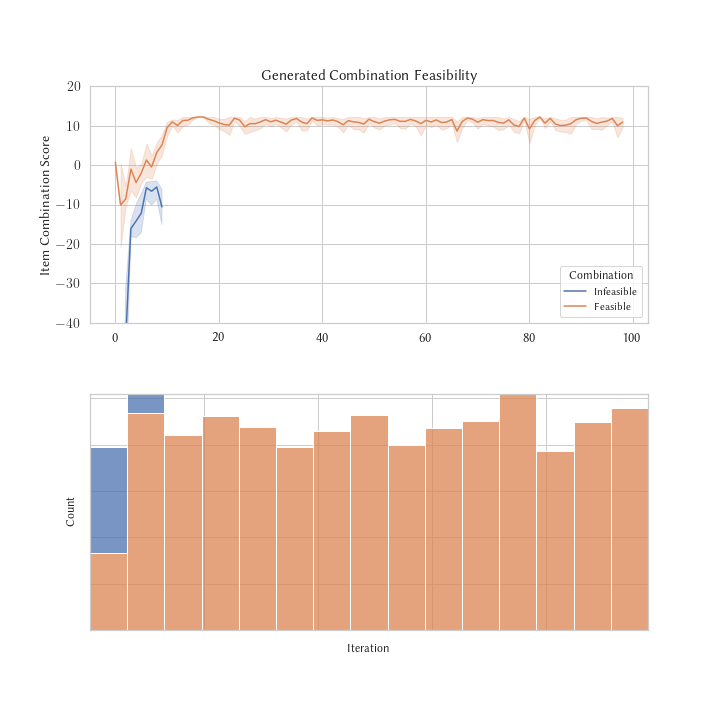 Generated Combination Feasibility
Item Combination Score
20
10
0
−10
−20
−30
−40
Combination
Infeasible
Feasible
0 20 40 60 80 100
Count
Iteration